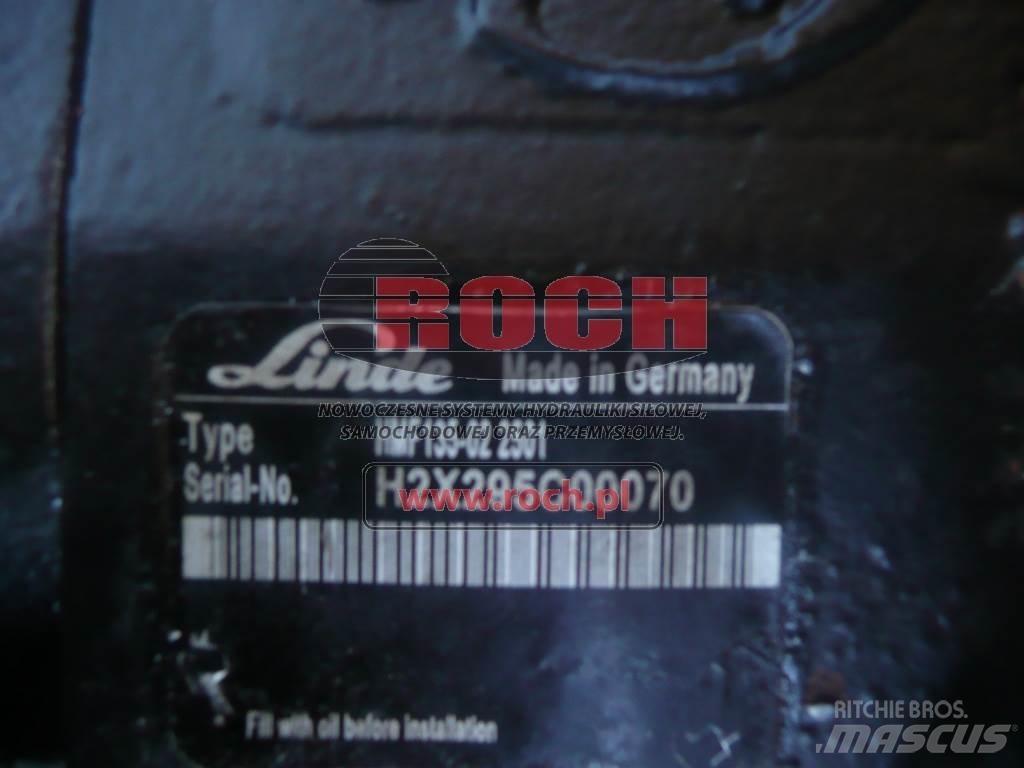 ROCH
Linde Made in Germany
NOWOCZESNE SYSTEMY HYDRAULIKI SIŁOWEJ,
SAMOCHODOWEJ ORAZ PRZEMYSŁOWEJ.
Type
Serial-No. H2X295G00070
www.roch.pl
Fill with oil before installation
RITCHIE BROS.
MASCUS